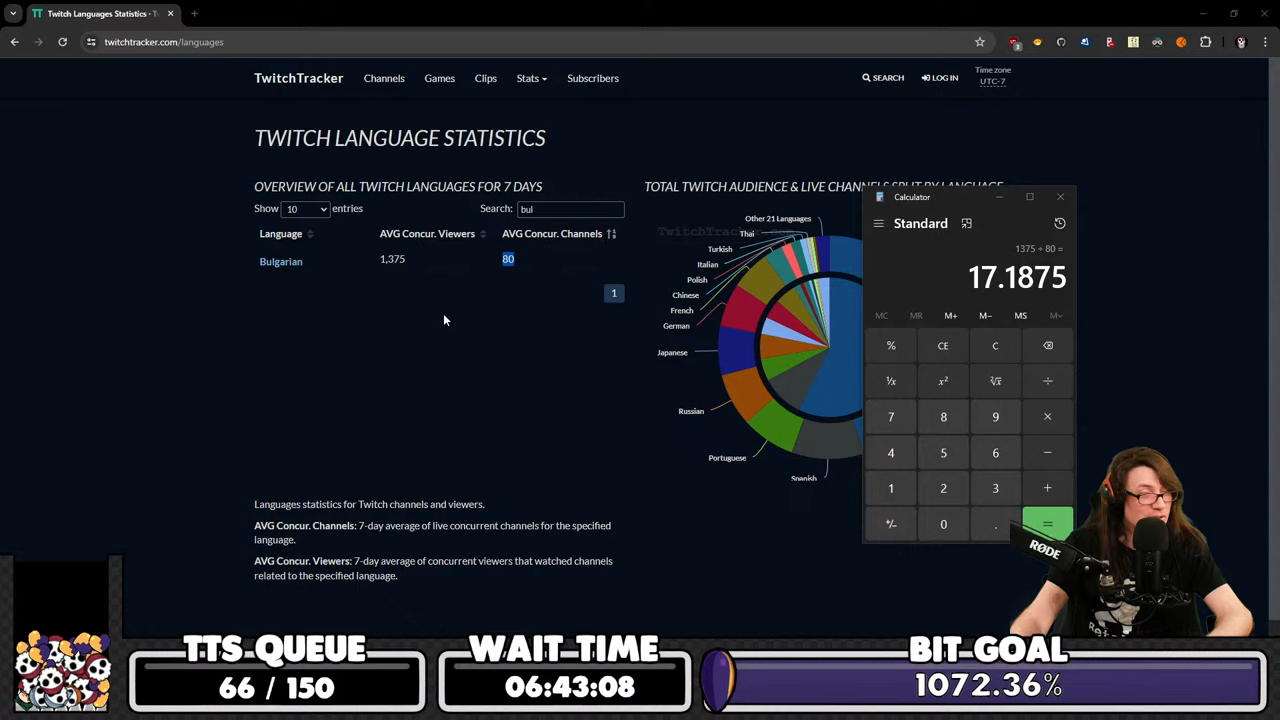 Twitch Languages Statistics · T
twitchtracker.com/languages
3
TwitchTracker
Channels
Games
Clips
Stats
Subscribers
SEARCH
LOG IN
Time zone
UTC-7
TWITCH LANGUAGE STATISTICS
OVERVIEW OF ALL TWITCH LANGUAGES FOR 7 DAYS
Show 10 entries
Search: bul
Language
AVG Concur. Viewers
AVG Concur. Channels
Bulgarian
1,375
80
1
TOTAL TWITCH AUDIENCE & LIVE CHANNELS SPLIT BY LANGUAGE
TwitchTracker.com
Other 21 Languages
Thai
Turkish
Italian
Polish
Chinese
French
German
Japanese
Russian
Portuguese
Spanish
Languages statistics for Twitch channels and viewers.
AVG Concur. Channels: 7-day average of live concurrent channels for the specified
language.
AVG Concur. Viewers: 7-day average of concurrent viewers that watched channels
related to the specified language.
Calculator
Standard
1375 ÷ 80 =
17.1875
MC MR M+ M− MS M
% CE C
¹/x x² ²√x ÷
7 8 9 ×
4 5 6 −
1 2 3 +
+/− 0 . =
RØDE
TTS QUEUE
66 / 150
WAIT TIME
06:43:08
BIT GOAL
1072.36%